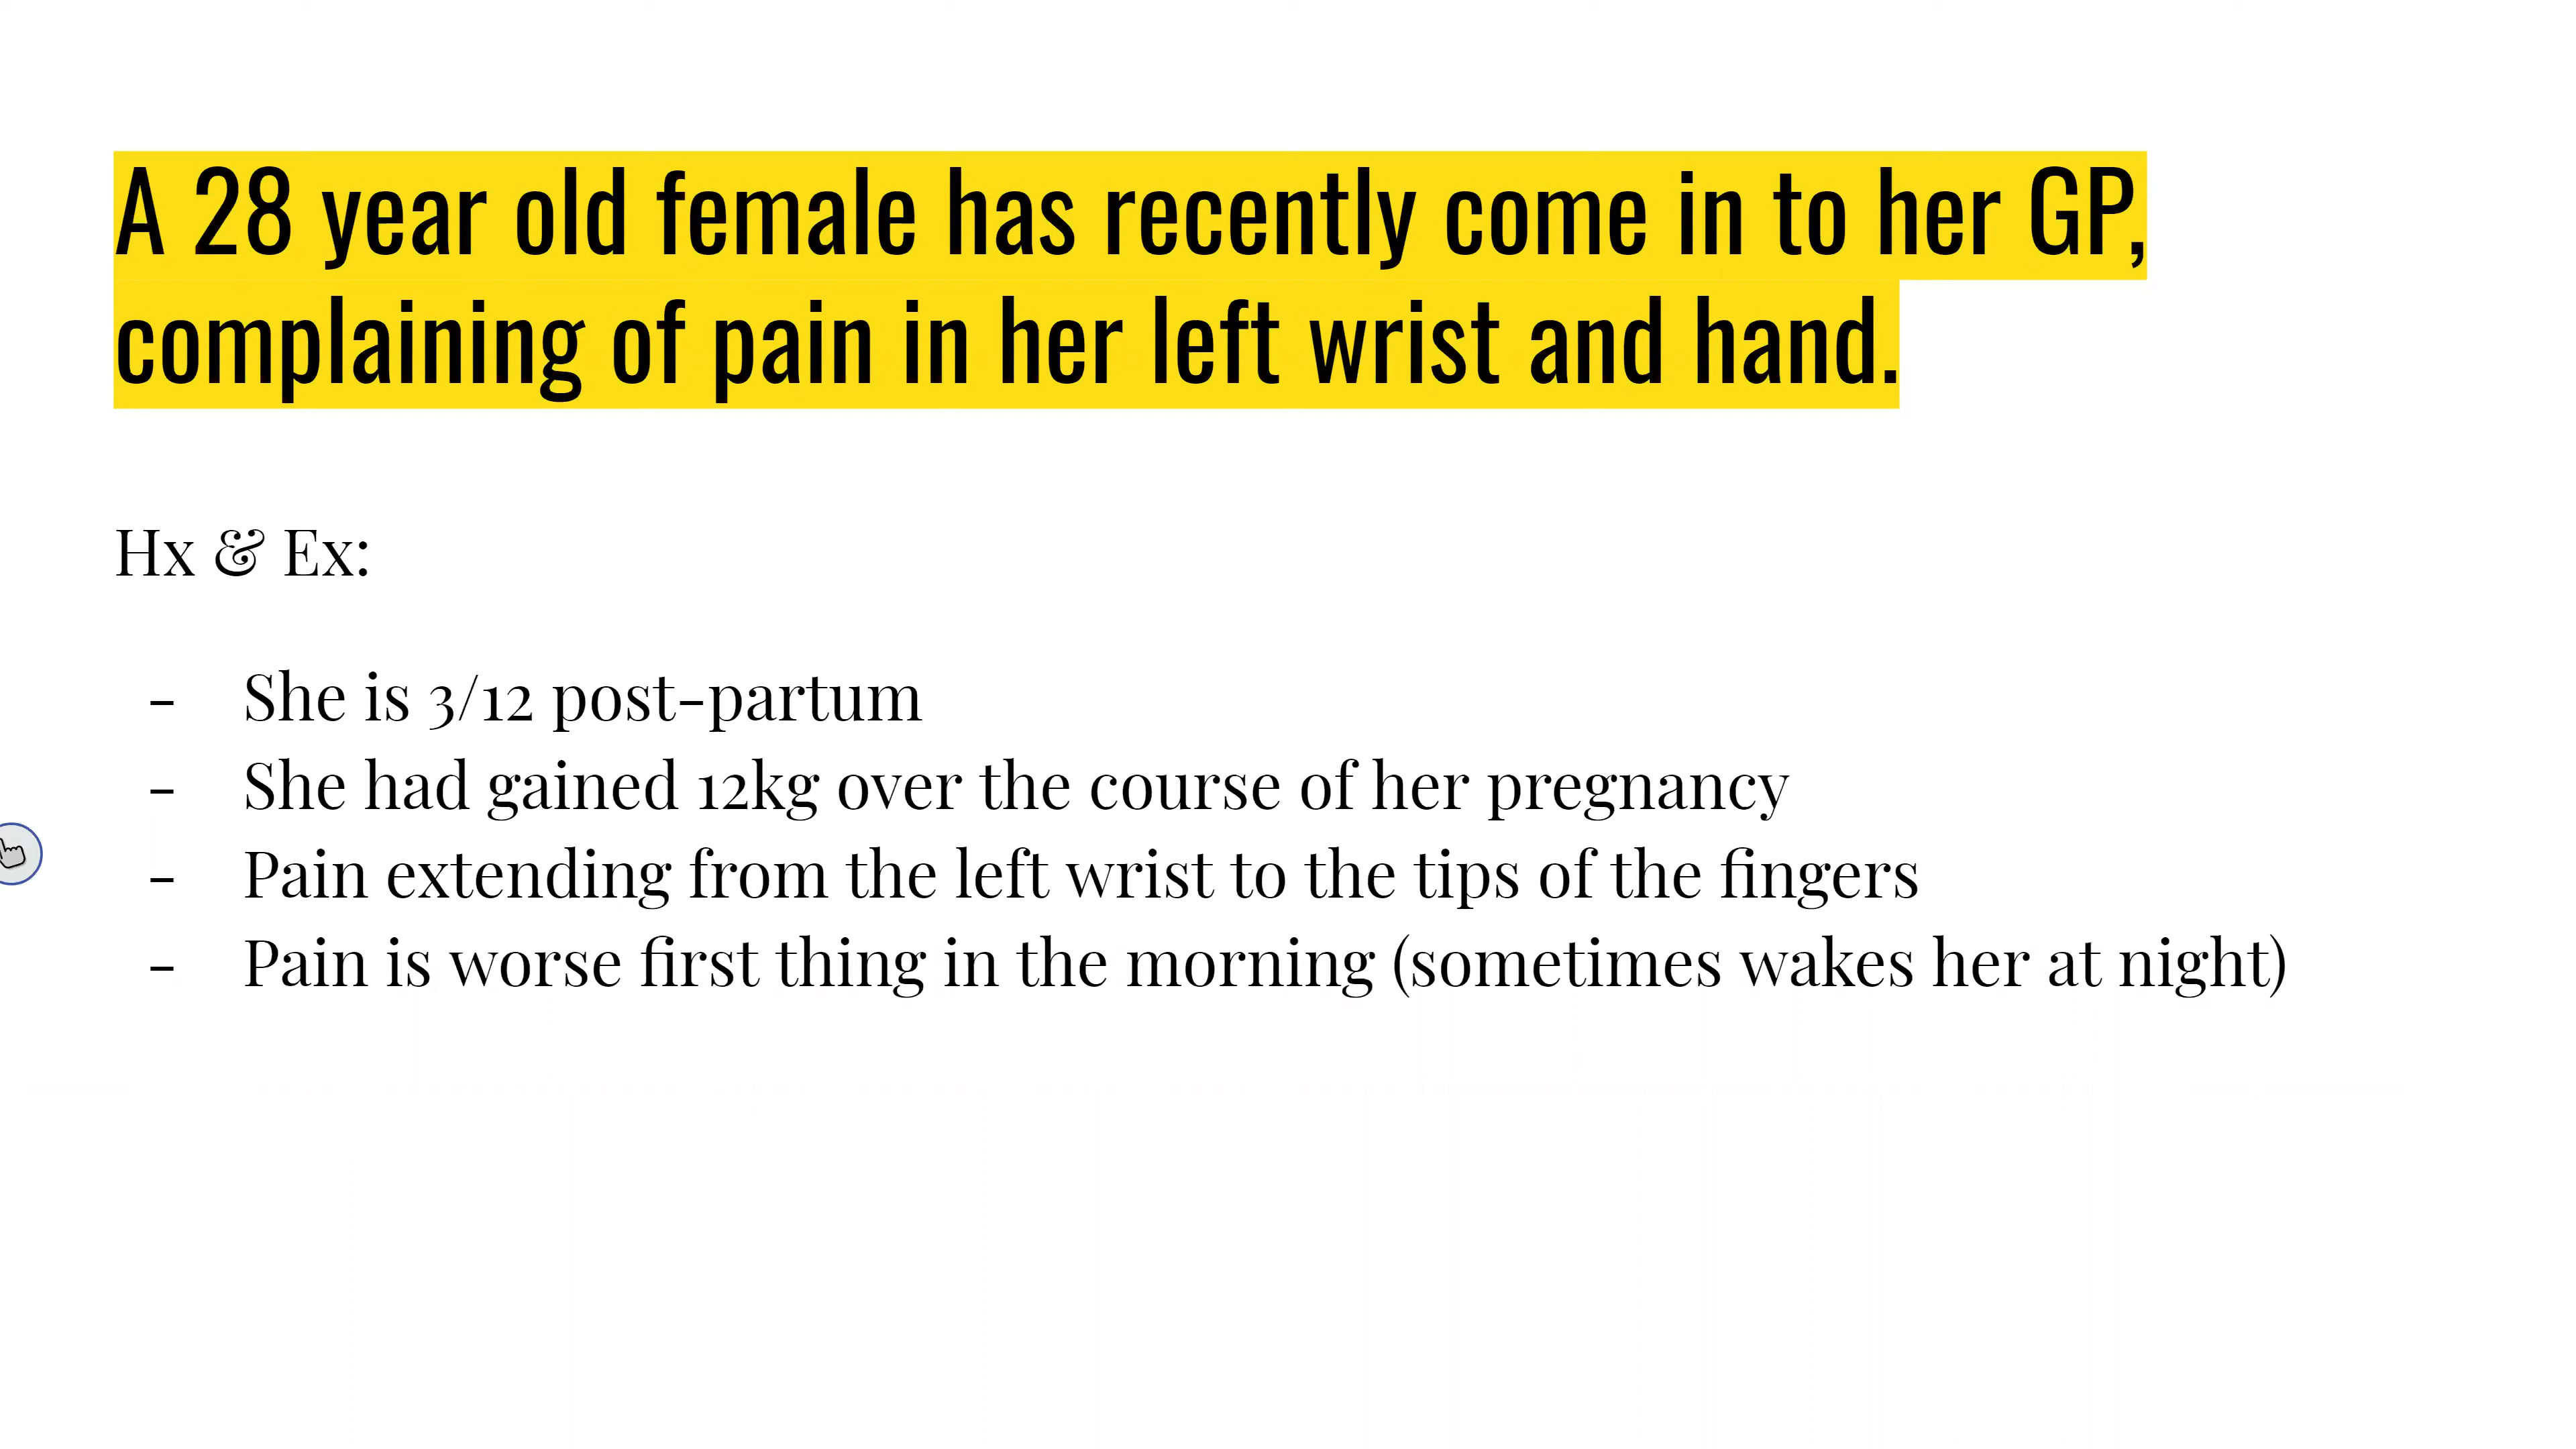 A 28 year old female has recently come in to her GP,
complaining of pain in her left wrist and hand.
Hx & Ex:
- She is 3/12 post-partum
- She had gained 12kg over the course of her pregnancy
- Pain extending from the left wrist to the tips of the fingers
- Pain is worse first thing in the morning (sometimes wakes her at night)